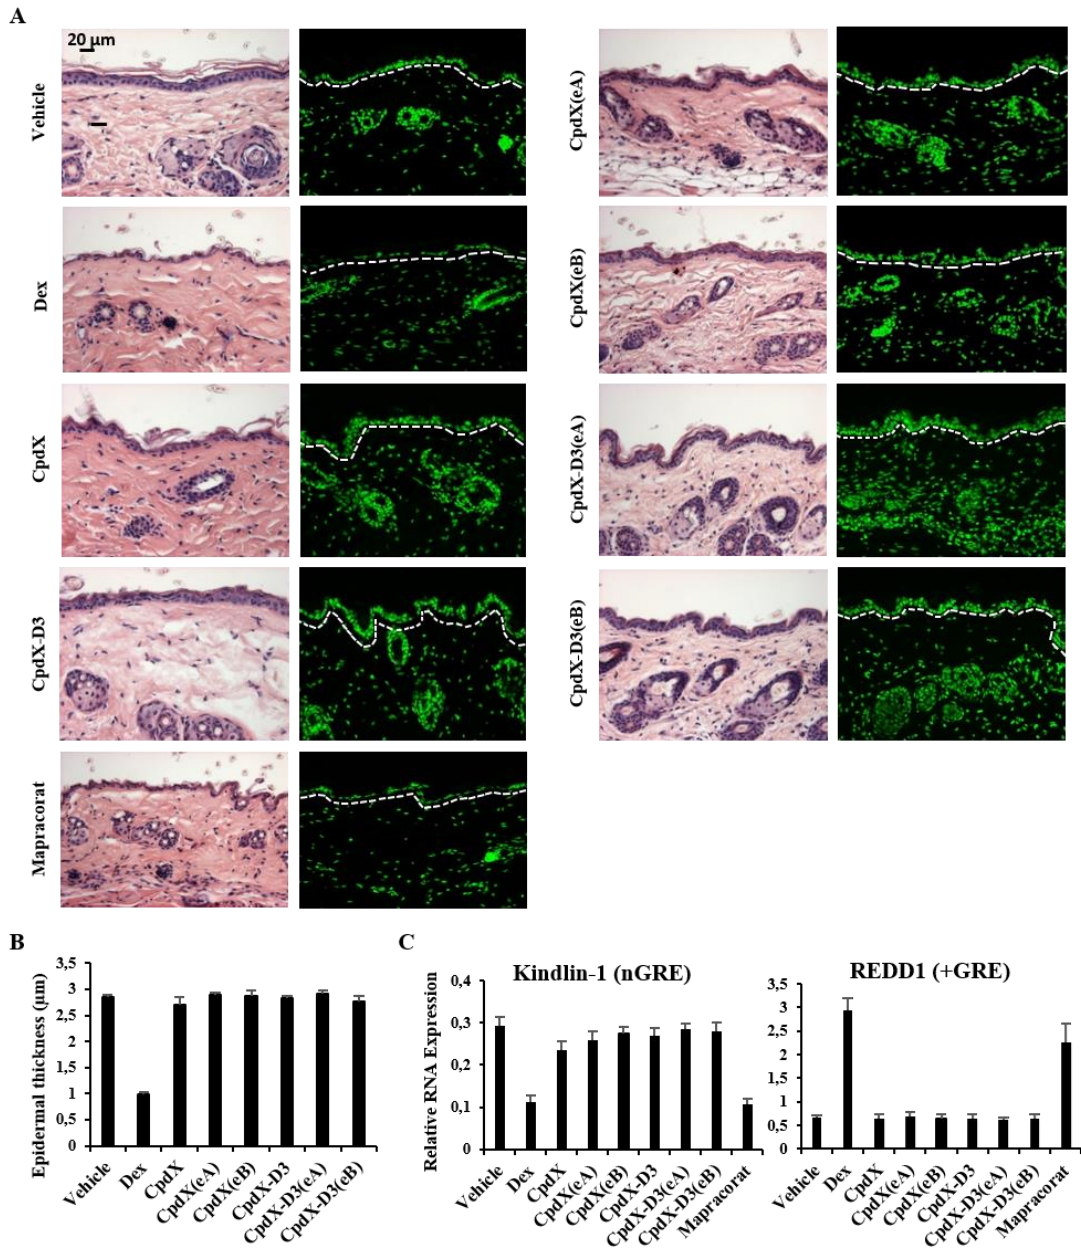 A
20 µm
Vehicle
CpdX(eA)
Dex
CpdX(eB)
CpdX
CpdX-D3(eA)
CpdX-D3
CpdX-D3(eB)
Mapracorat
B
Epidermal thickness (µm)
3,5
3
2,5
2
1,5
1
0,5
0
Vehicle
Dex
CpdX
CpdX(eA)
CpdX(eB)
CpdX-D3
CpdX-D3(eA)
CpdX-D3(eB)
C
Kindlin-1 (nGRE)
Relative RNA Expression
0,4
0,3
0,2
0,1
0
Vehicle
Dex
CpdX
CpdX(eA)
CpdX(eB)
CpdX-D3
CpdX-D3(eA)
CpdX-D3(eB)
Mapracorat
REDD1 (+GRE)
3,5
3
2,5
2
1,5
1
0,5
0
Vehicle
Dex
CpdX
CpdX(eA)
CpdX(eB)
CpdX-D3
CpdX-D3(eA)
CpdX-D3(eB)
Mapracorat